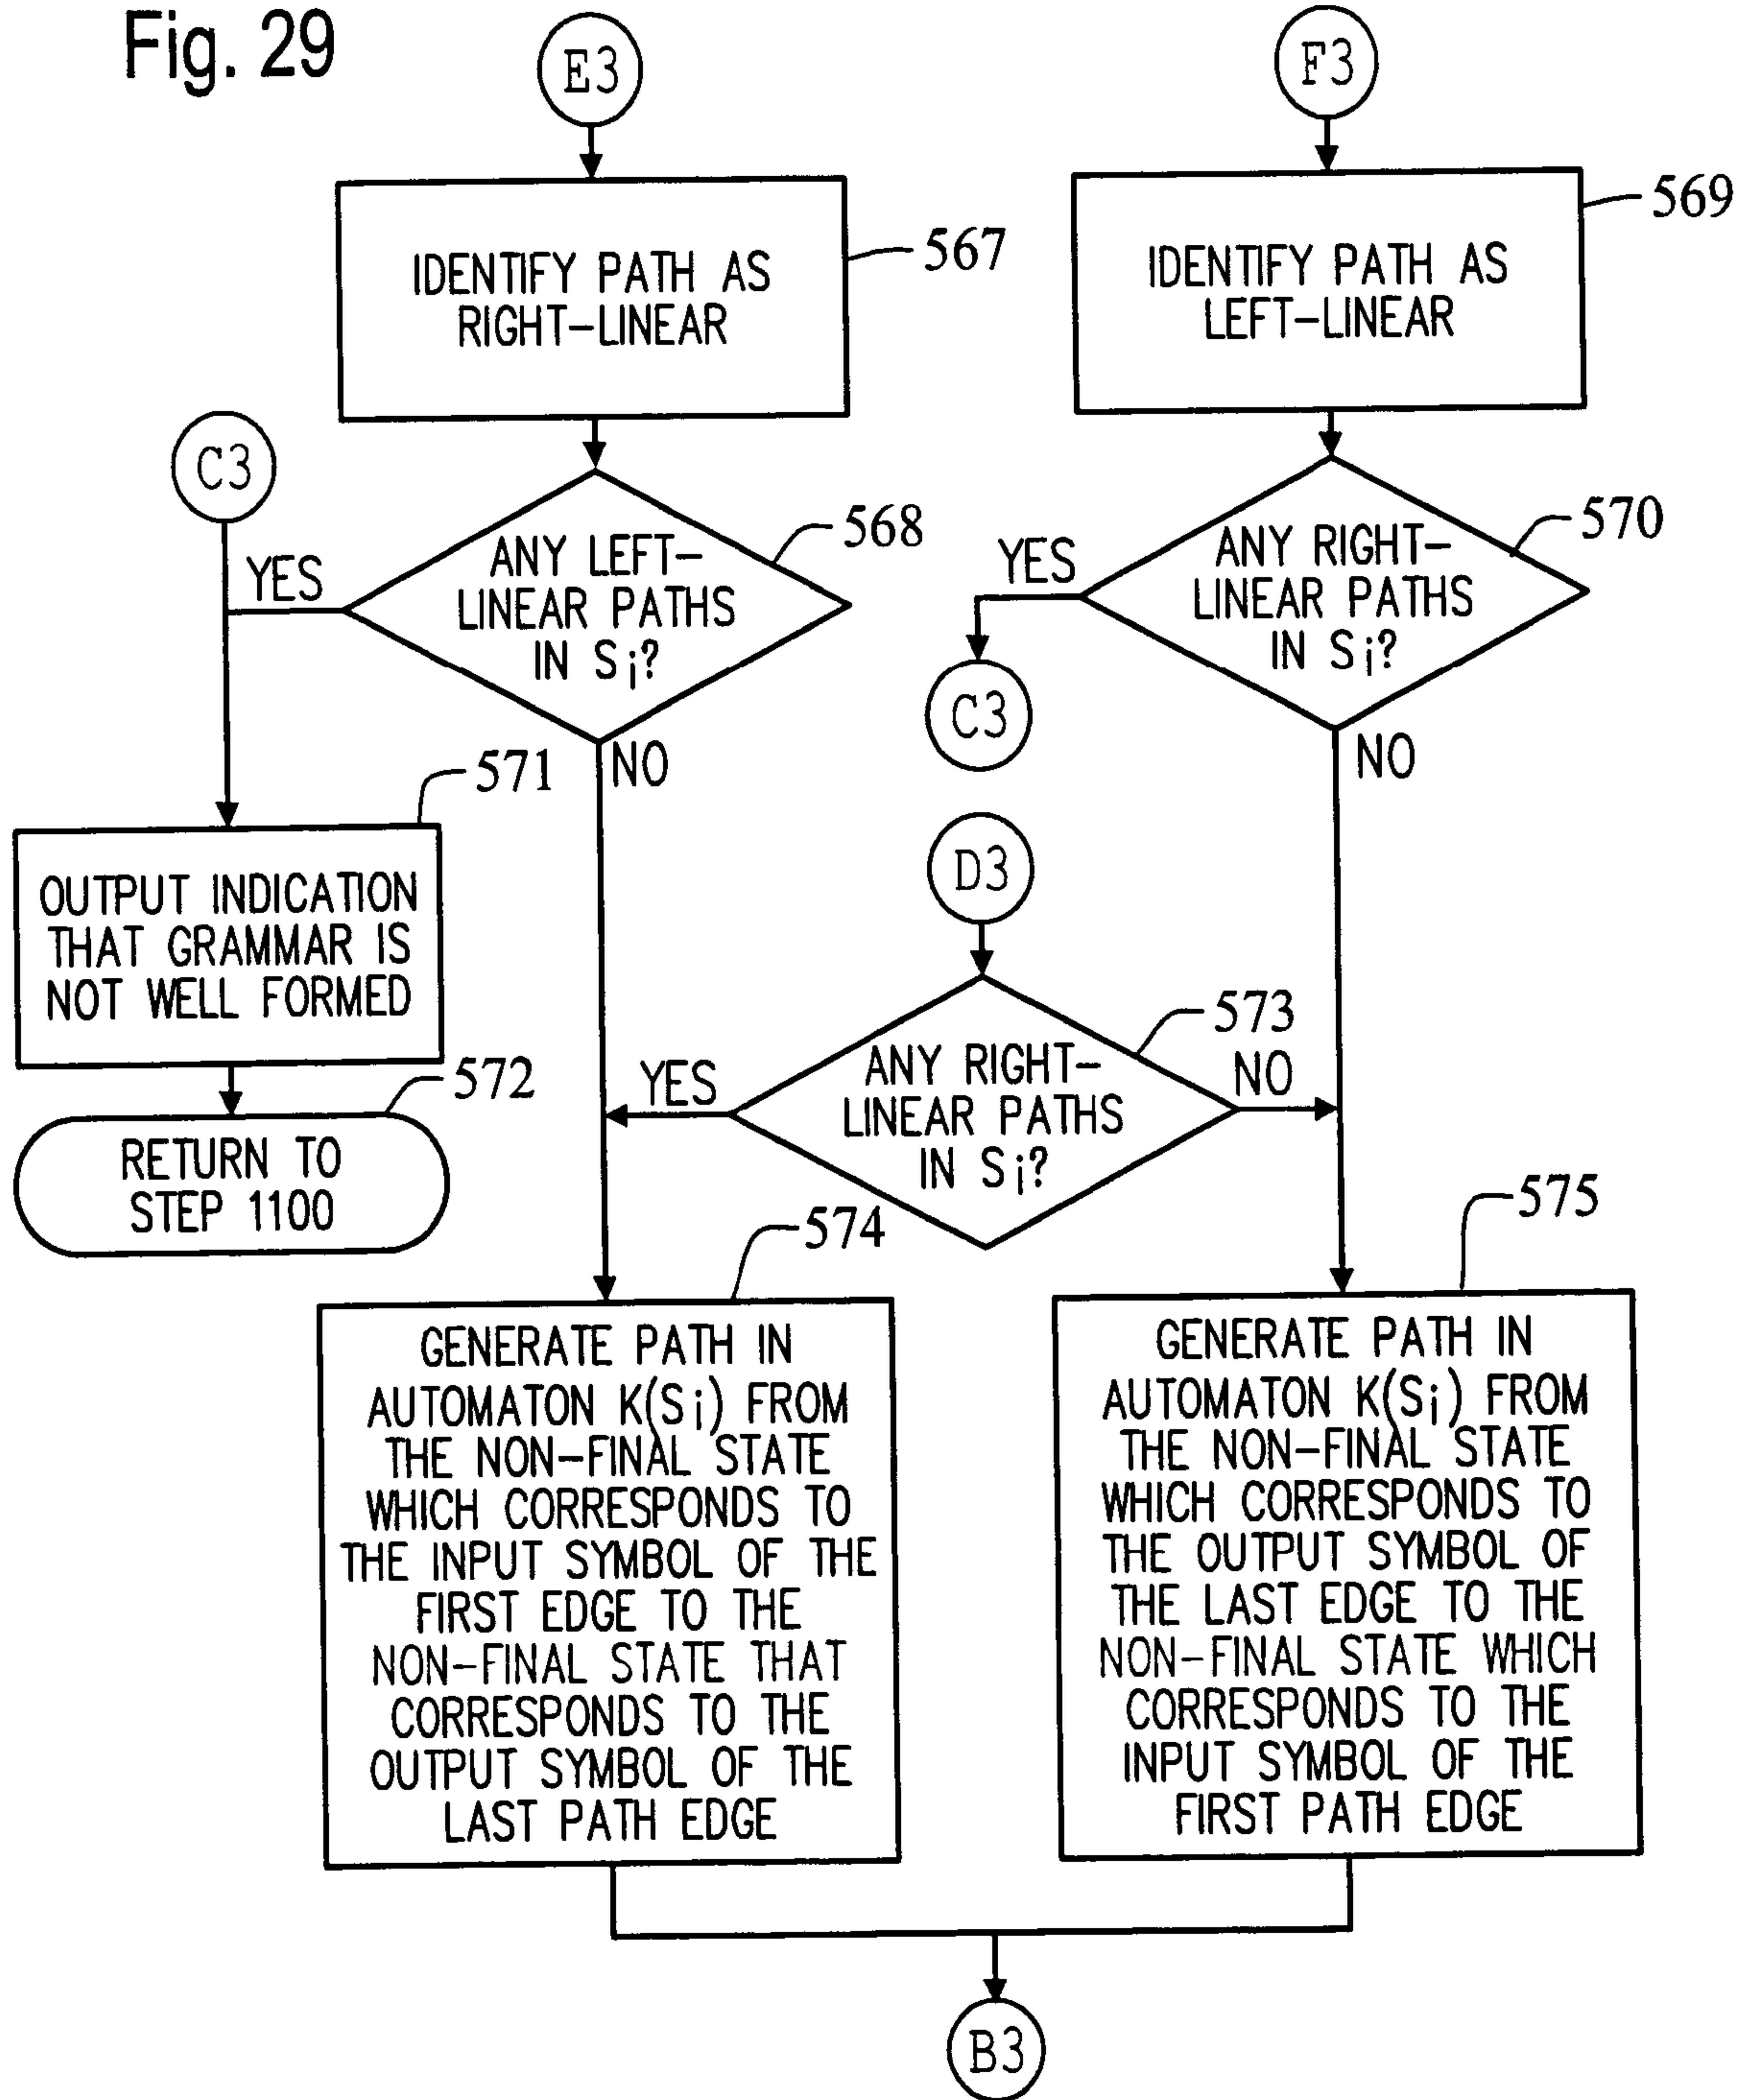 Fig. 29
E3
F3
IDENTIFY PATH AS
RIGHT-LINEAR
567
IDENTIFY PATH AS
LEFT-LINEAR
569
C3
YES
ANY LEFT-
LINEAR PATHS
IN Si?
568
NO
YES
ANY RIGHT-
LINEAR PATHS
IN Si?
570
C3
NO
571
OUTPUT INDICATION
THAT GRAMMAR IS
NOT WELL FORMED
572
RETURN TO
STEP 1100
D3
YES
ANY RIGHT-
LINEAR PATHS
IN Si?
573
NO
574
GENERATE PATH IN
AUTOMATON K(Si) FROM
THE NON-FINAL STATE
WHICH CORRESPONDS TO
THE INPUT SYMBOL OF THE
FIRST EDGE TO THE
NON-FINAL STATE THAT
CORRESPONDS TO THE
OUTPUT SYMBOL OF THE
LAST PATH EDGE
575
GENERATE PATH IN
AUTOMATON K(Si) FROM
THE NON-FINAL STATE
WHICH CORRESPONDS TO
THE OUTPUT SYMBOL OF
THE LAST EDGE TO THE
NON-FINAL STATE WHICH
CORRESPONDS TO THE
INPUT SYMBOL OF THE
FIRST PATH EDGE
B3